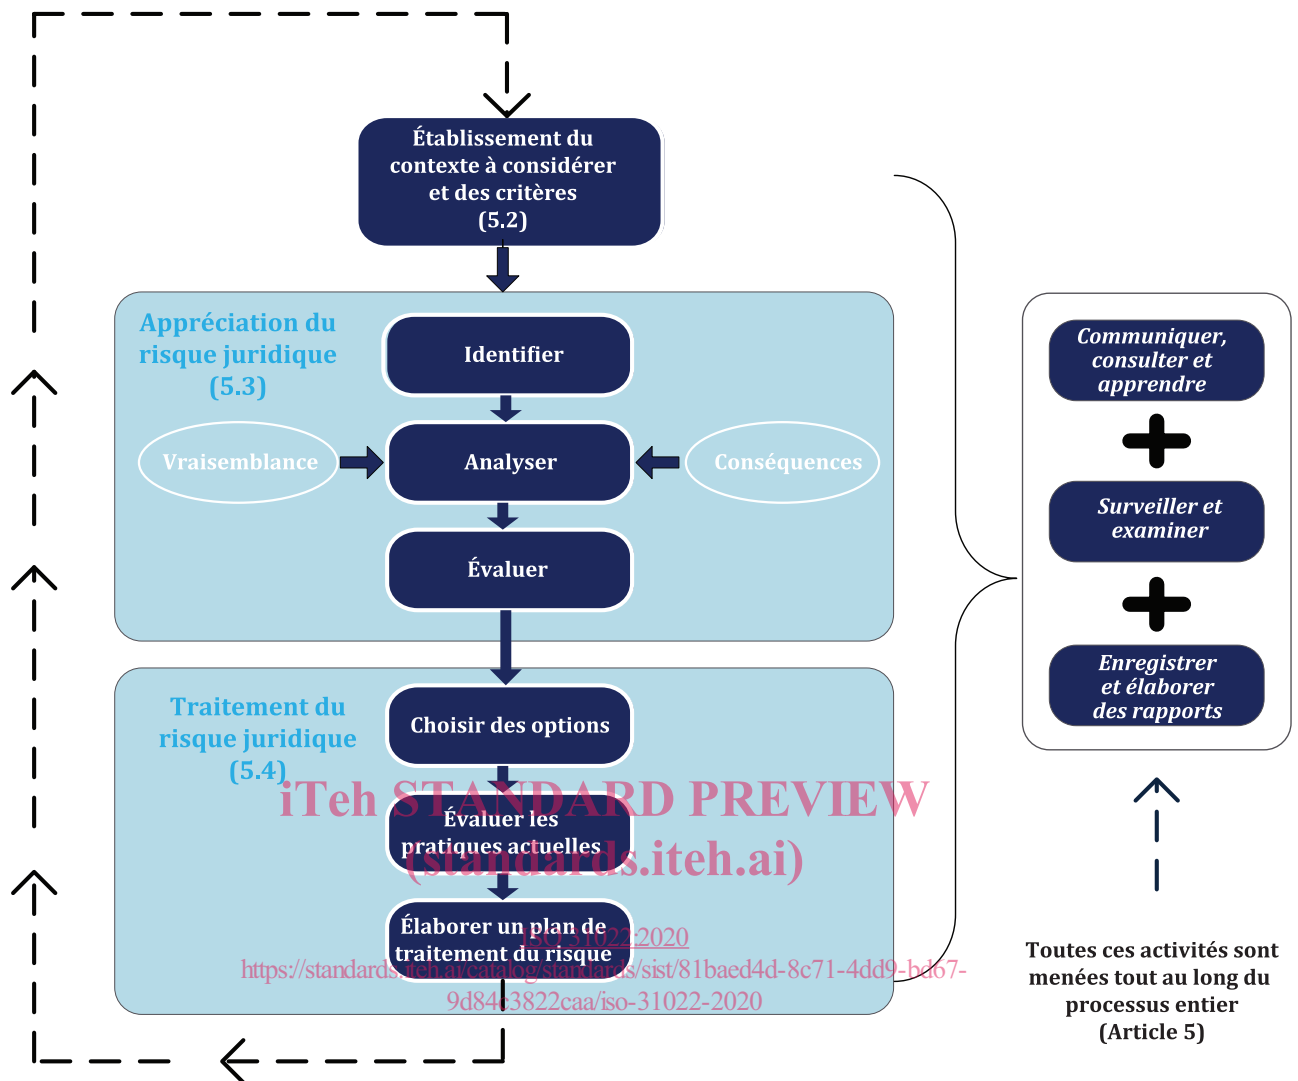 Établissement du
contexte à considérer
et des critères
(5.2)
Appréciation du
risque juridique
(5.3)
Identifier
Vraisemblance
Analyser
Conséquences
Évaluer
Traitement du
risque juridique
(5.4)
Choisir des options
iTeh STANDARD PREVIEW
Évaluer les
pratiques actuelles
(standards.iteh.ai)
Élaborer un plan de
traitement du risque
ISO 31022:2020
https://standards.iteh.ai/catalog/standards/sist/81baed4d-8c71-4dd9-bd67-
9d84c3822caa/iso-31022-2020
Communiquer,
consulter et
apprendre
Surveiller et
examiner
Enregistrer
et élaborer
des rapports
Toutes ces activités sont
menées tout au long du
processus entier
(Article 5)